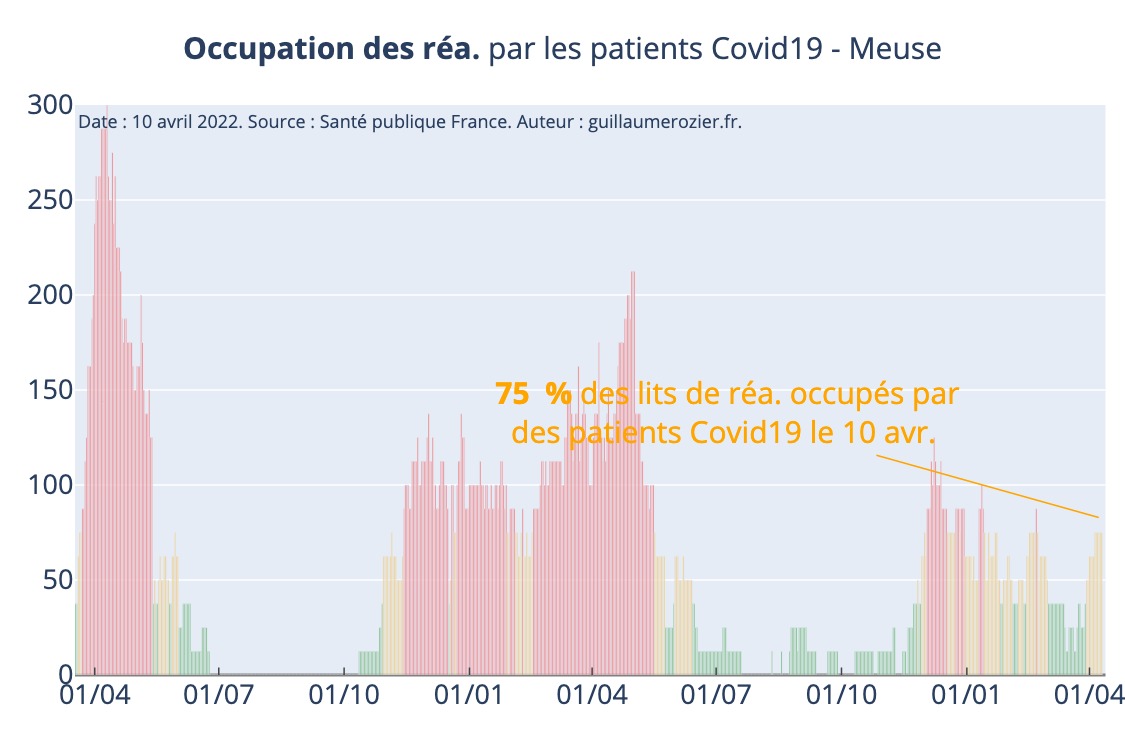 Occupation des réa. par les patients Covid19 - Meuse
300
Date : 10 avril 2022. Source : Santé publique France. Auteur : guillaumerozier.fr.
250
200
150
75 % des lits de réa. occupés par
des patients Covid19 le 10 avr.
100
50
0
01/04 01/07 01/10 01/01 01/04 01/07 01/10 01/01 01/04